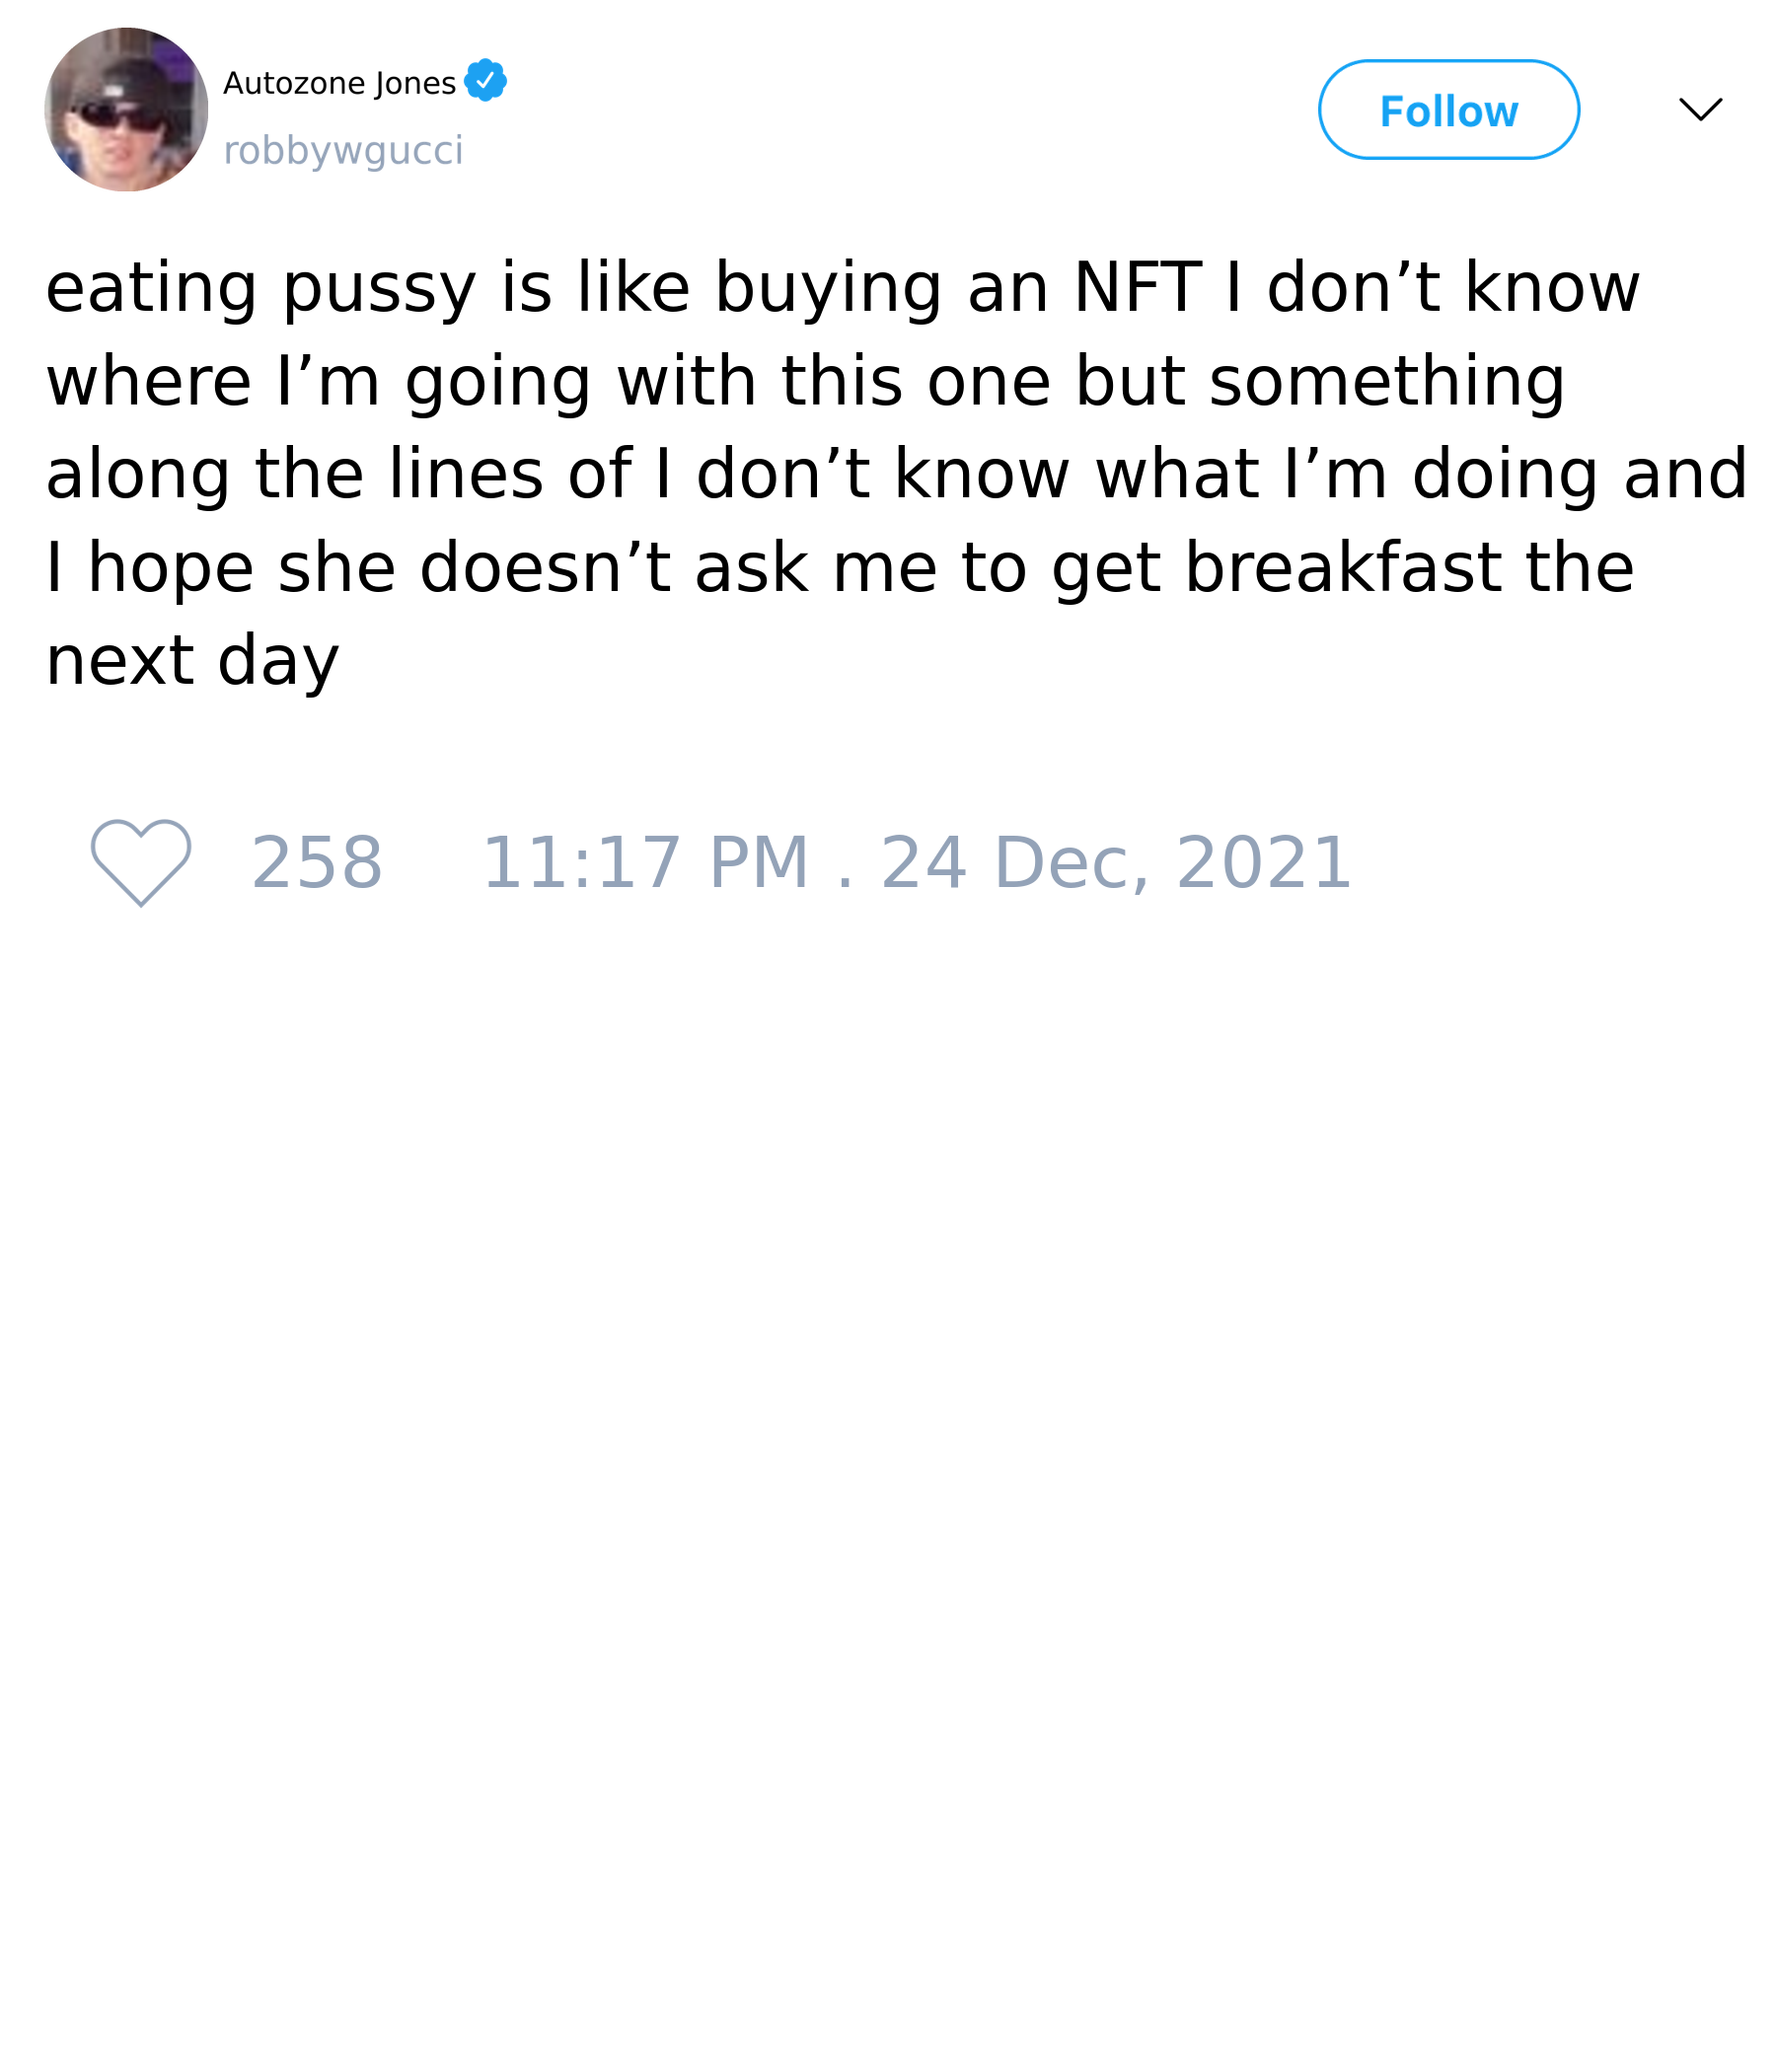 Autozone Jones
robbywgucci
Follow
eating pussy is like buying an NFT I don’t know
where I’m going with this one but something
along the lines of I don’t know what I’m doing and
I hope she doesn’t ask me to get breakfast the
next day
258 11:17 PM . 24 Dec, 2021